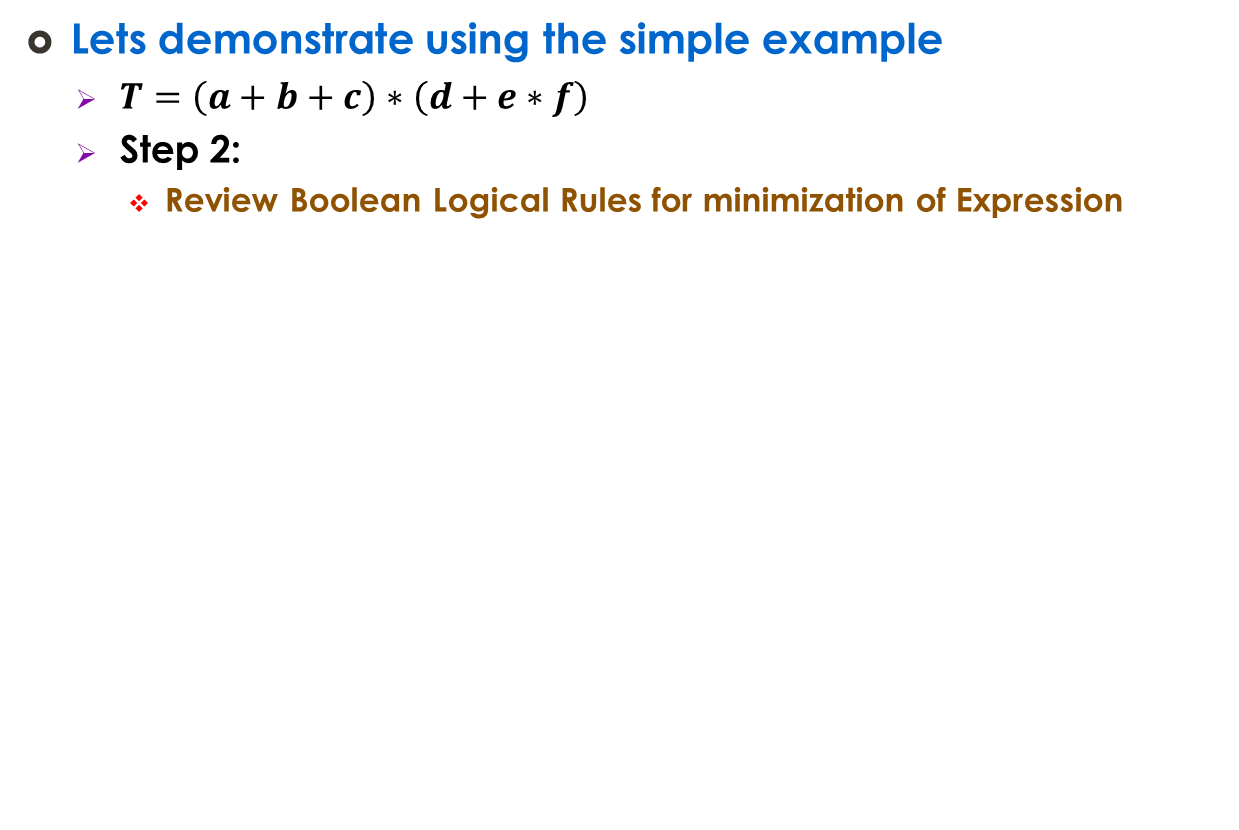 Lets demonstrate using the simple example
T = (a + b + c) ∗ (d + e ∗ f)
Step 2:
Review Boolean Logical Rules for minimization of Expression